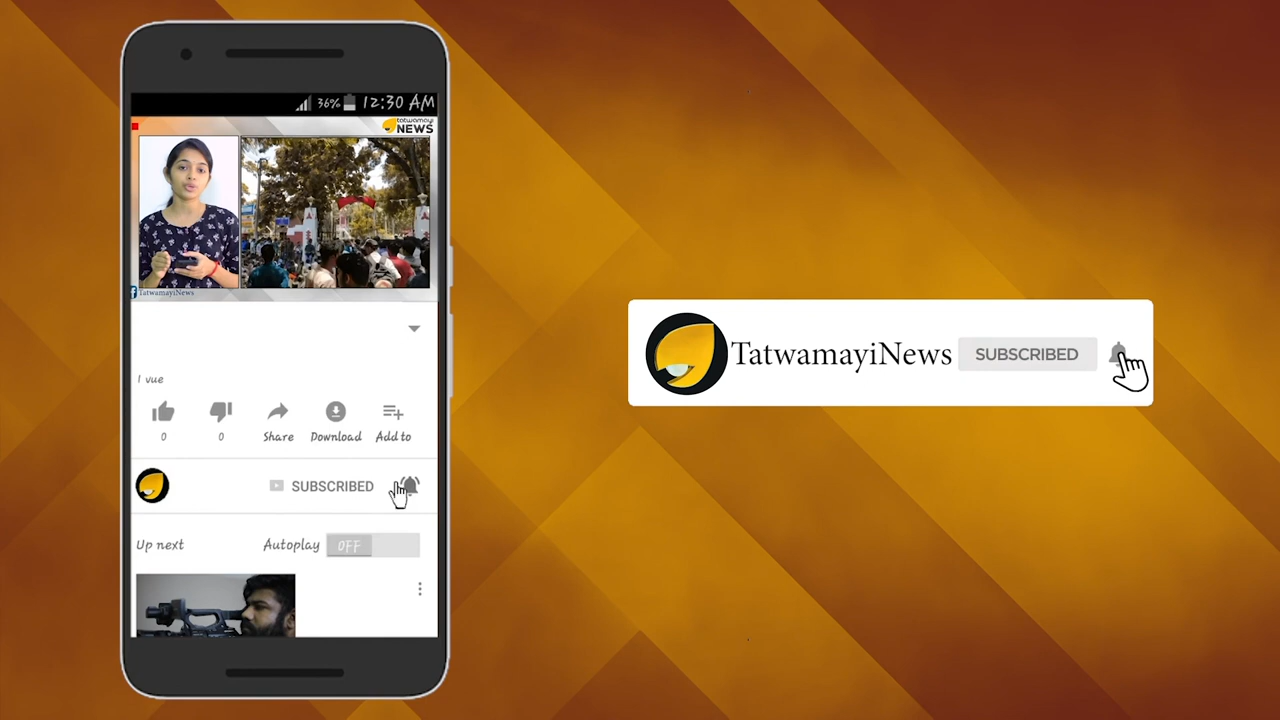 36% 12:30 AM
tatwamayi
NEWS
TatwamayiNews
1 vue
0 0 Share Download Add to
SUBSCRIBED
Up next Autoplay OFF
TatwamayiNews SUBSCRIBED